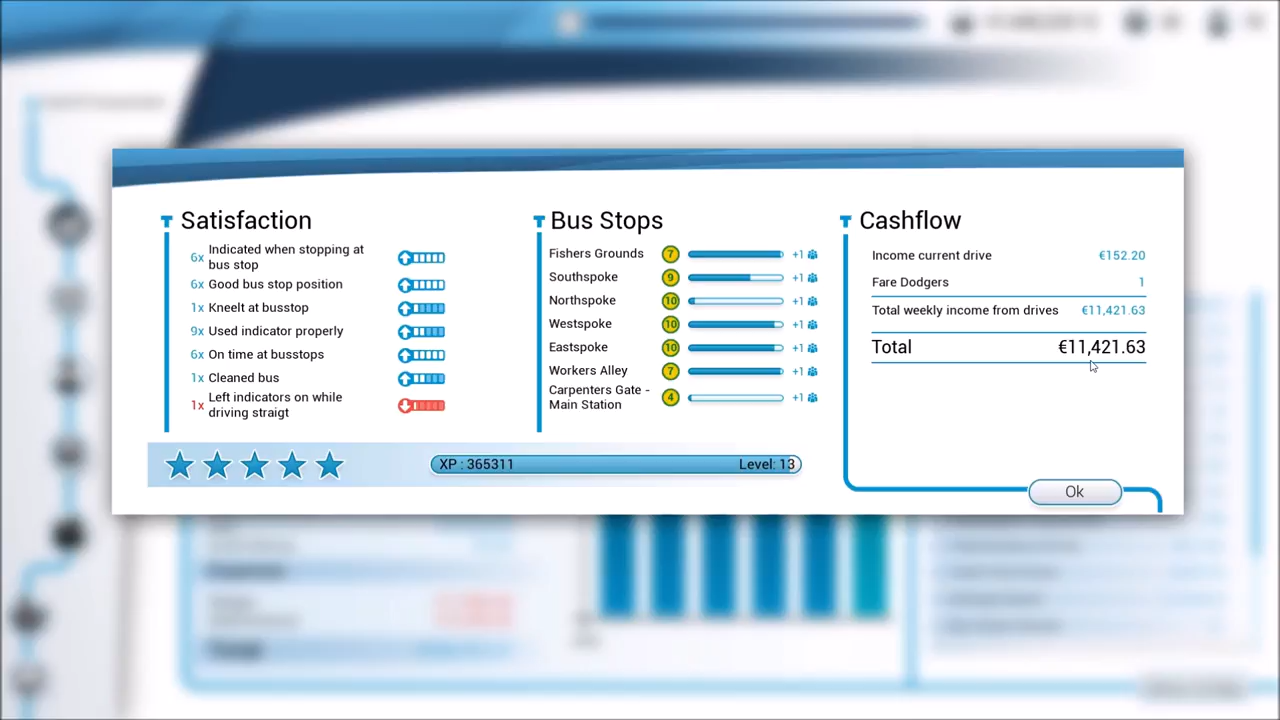 Satisfaction
6x Indicated when stopping at
bus stop
6x Good bus stop position
1x Kneelt at busstop
9x Used indicator properly
6x On time at busstops
1x Cleaned bus
1x Left indicators on while
driving straigt
XP : 365311 Level: 13
Bus Stops
Fishers Grounds 7 +1
Southspoke 9 +1
Northspoke 10 +1
Westspoke 10 +1
Eastspoke 10 +1
Workers Alley 7 +1
Carpenters Gate -
Main Station 4 +1
Cashflow
Income current drive €152.20
Fare Dodgers 1
Total weekly income from drives €11,421.63
Total €11,421.63
Ok